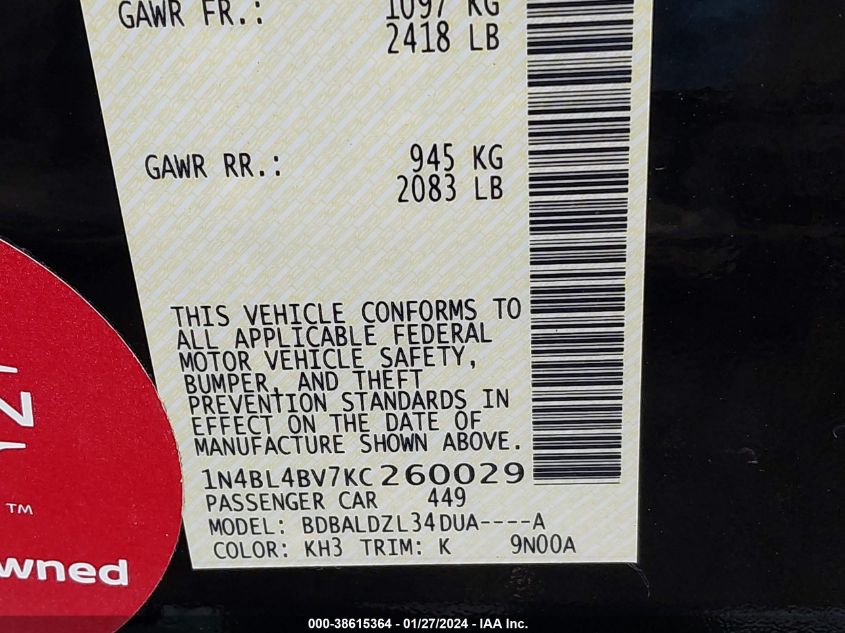 GAWR FR.: 1097 KG
2418 LB
GAWR RR.: 945 KG
2083 LB
THIS VEHICLE CONFORMS TO
ALL APPLICABLE FEDERAL
MOTOR VEHICLE SAFETY,
BUMPER, AND THEFT
PREVENTION STANDARDS IN
EFFECT ON THE DATE OF
MANUFACTURE SHOWN ABOVE.
1N4BL4BV7KC260029
PASSENGER CAR 449
MODEL: BDBALDZL34DUA----A
COLOR: KH3 TRIM: K 9N00A
TM
wned
000-38615364 - 01/27/2024 - IAA Inc.